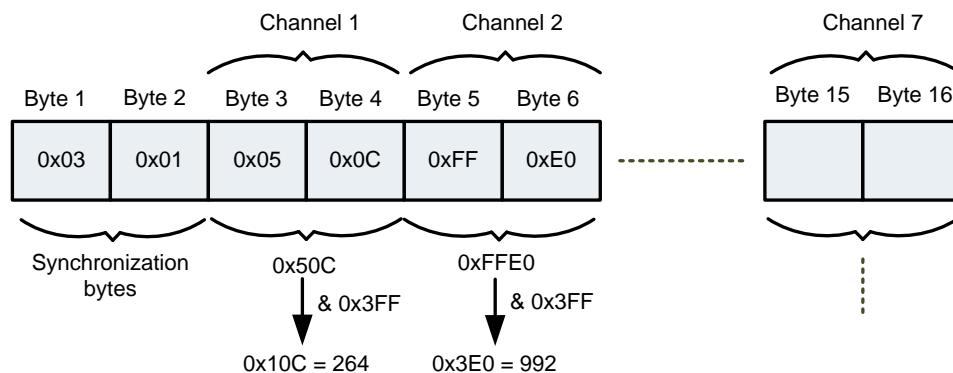 Channel 1 Channel 2 Channel 7
Byte 1 Byte 2 Byte 3 Byte 4 Byte 5 Byte 6 Byte 15 Byte 16
0x03 0x01 0x05 0x0C 0xFF 0xE0
Synchronization
bytes
0x50C 0xFFE0
& 0x3FF & 0x3FF
0x10C = 264 0x3E0 = 992